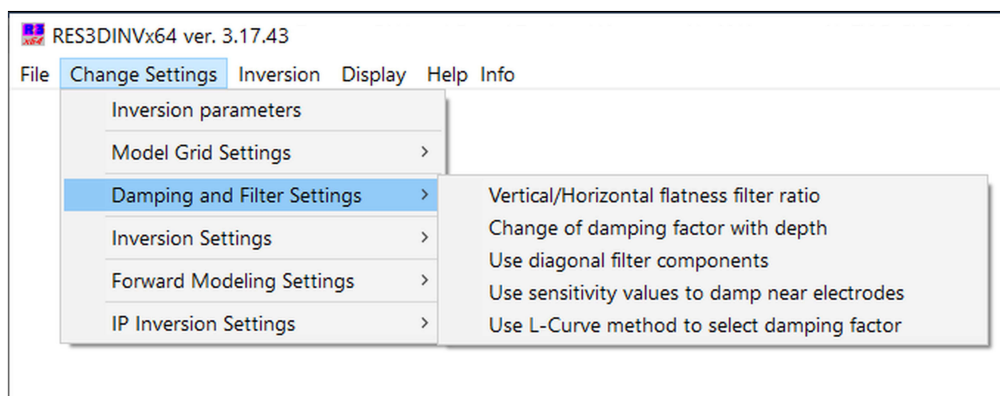 R3 x64 RES3DINVx64 ver. 3.17.43
File Change Settings Inversion Display Help Info
Inversion parameters
Model Grid Settings
Damping and Filter Settings
Inversion Settings
Forward Modeling Settings
IP Inversion Settings
Vertical/Horizontal flatness filter ratio
Change of damping factor with depth
Use diagonal filter components
Use sensitivity values to damp near electrodes
Use L-Curve method to select damping factor